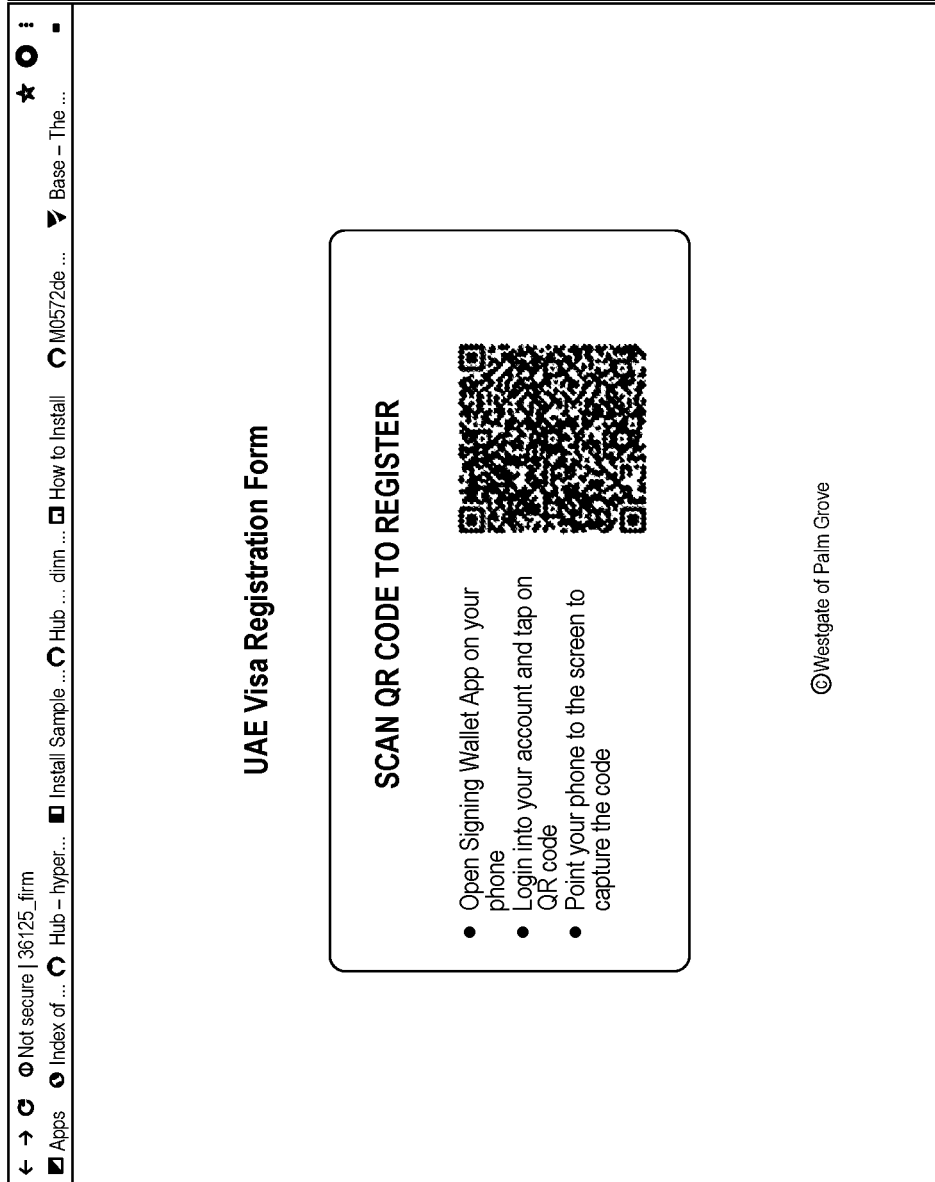 Not secure | 36125_firm
Apps Index of ... Hub – hyper... Install Sample ... Hub ... dinn ... How to Install M0572de ... Base – The ...
UAE Visa Registration Form
SCAN QR CODE TO REGISTER
● Open Signing Wallet App on your
phone
● Login into your account and tap on
QR code
● Point your phone to the screen to
capture the code
©Westgate of Palm Grove